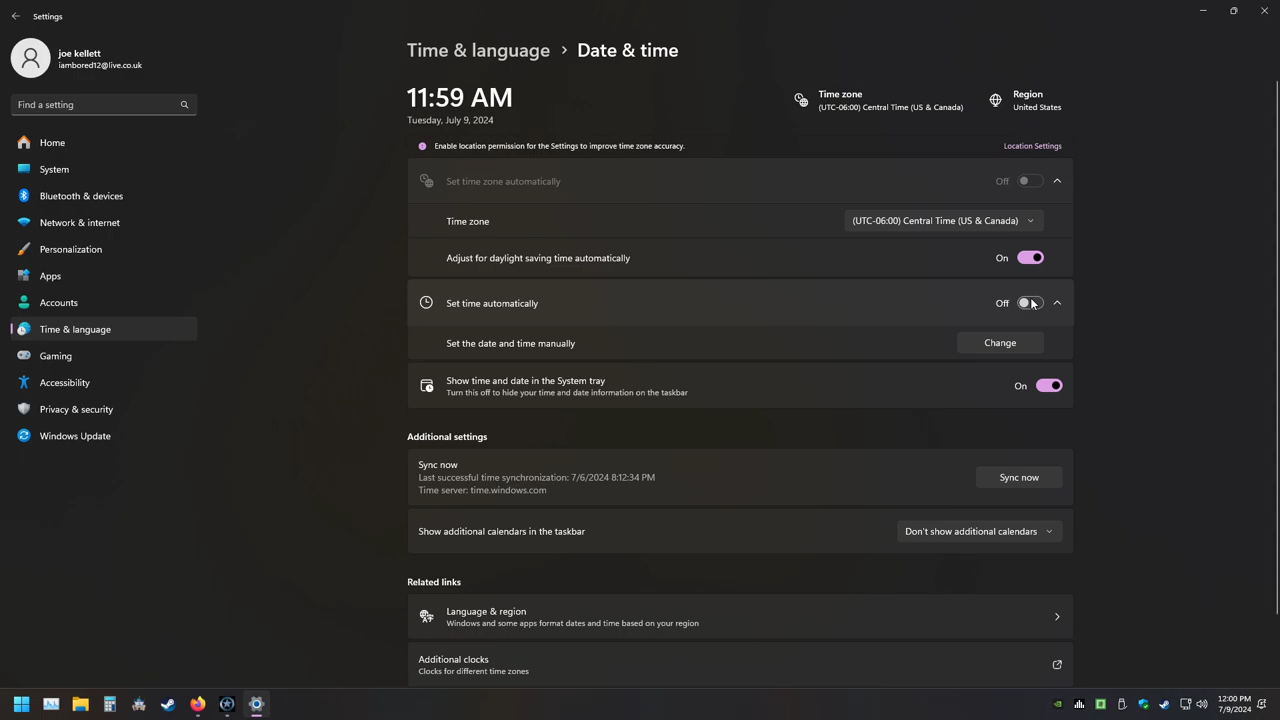 Settings
joe kellett
iambored12@live.co.uk
Find a setting
Home
System
Bluetooth & devices
Network & internet
Personalization
Apps
Accounts
Time & language
Gaming
Accessibility
Privacy & security
Windows Update
Time & language > Date & time
11:59 AM
Tuesday, July 9, 2024
Time zone
(UTC-06:00) Central Time (US & Canada)
Region
United States
Enable location permission for the Settings to improve time zone accuracy.
Location Settings
Set time zone automatically
Off
Time zone
(UTC-06:00) Central Time (US & Canada)
Adjust for daylight saving time automatically
On
Set time automatically
Off
Set the date and time manually
Change
Show time and date in the System tray
Turn this off to hide your time and date information on the taskbar
On
Additional settings
Sync now
Last successful time synchronization: 7/6/2024 8:12:34 PM
Time server: time.windows.com
Sync now
Show additional calendars in the taskbar
Don't show additional calendars
Related links
Language & region
Windows and some apps format dates and time based on your region
Additional clocks
Clocks for different time zones
12:00 PM
7/9/2024